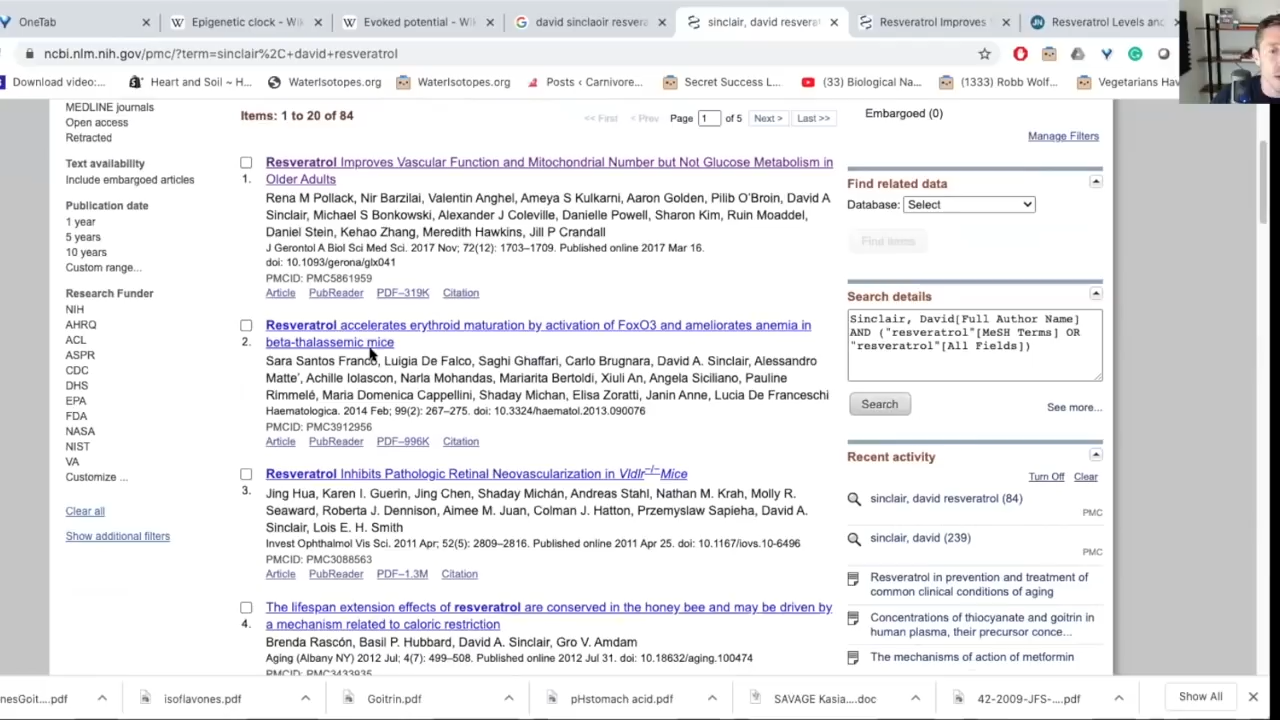 OneTab
Epigenetic clock - Wik
Evoked potential - Wik
david sinclaoir resvera
sinclair, david resverat
Resveratrol Improves
Resveratrol Levels and
ncbi.nlm.nih.gov/pmc/?term=sinclair%2C+david+resveratrol
Download video:...
Heart and Soil ~ H...
WaterIsotopes.org
WaterIsotopes.org
Posts ‹ Carnivore...
Secret Success L...
(33) Biological Na...
(1333) Robb Wolf...
Vegetarians Hav
MEDLINE journals
Open access
Retracted
Text availability
Include embargoed articles
Publication date
1 year
5 years
10 years
Custom range...
Research Funder
NIH
AHRQ
ACL
ASPR
CDC
DHS
EPA
FDA
NASA
NIST
VA
Customize ...
Clear all
Show additional filters
Items: 1 to 20 of 84
<< First < Prev Page 1 of 5 Next > Last >>
1.
Resveratrol Improves Vascular Function and Mitochondrial Number but Not Glucose Metabolism in
Older Adults
Rena M Pollack, Nir Barzilai, Valentin Anghel, Ameya S Kulkarni, Aaron Golden, Pilib O'Broin, David A
Sinclair, Michael S Bonkowski, Alexander J Coleville, Danielle Powell, Sharon Kim, Ruin Moaddel,
Daniel Stein, Kehao Zhang, Meredith Hawkins, Jill P Crandall
J Gerontol A Biol Sci Med Sci. 2017 Nov; 72(12): 1703–1709. Published online 2017 Mar 16.
doi: 10.1093/gerona/glx041
PMCID: PMC5861959
Article PubReader PDF–319K Citation
2.
Resveratrol accelerates erythroid maturation by activation of FoxO3 and ameliorates anemia in
beta-thalassemic mice
Sara Santos Franco, Luigia De Falco, Saghi Ghaffari, Carlo Brugnara, David A. Sinclair, Alessandro
Matte', Achille Iolascon, Narla Mohandas, Mariarita Bertoldi, Xiuli An, Angela Siciliano, Pauline
Rimmelé, Maria Domenica Cappellini, Shaday Michan, Elisa Zoratti, Janin Anne, Lucia De Franceschi
Haematologica. 2014 Feb; 99(2): 267–275. doi: 10.3324/haematol.2013.090076
PMCID: PMC3912956
Article PubReader PDF–996K Citation
3.
Resveratrol Inhibits Pathologic Retinal Neovascularization in Vldlr−/− Mice
Jing Hua, Karen I. Guerin, Jing Chen, Shaday Michán, Andreas Stahl, Nathan M. Krah, Molly R.
Seaward, Roberta J. Dennison, Aimee M. Juan, Colman J. Hatton, Przemyslaw Sapieha, David A.
Sinclair, Lois E. H. Smith
Invest Ophthalmol Vis Sci. 2011 Apr; 52(5): 2809–2816. Published online 2011 Apr 25. doi: 10.1167/iovs.10-6496
PMCID: PMC3088563
Article PubReader PDF–1.3M Citation
4.
The lifespan extension effects of resveratrol are conserved in the honey bee and may be driven by
a mechanism related to caloric restriction
Brenda Rascón, Basil P. Hubbard, David A. Sinclair, Gro V. Amdam
Aging (Albany NY) 2012 Jul; 4(7): 499–508. Published online 2012 Jul 31. doi: 10.18632/aging.100474
PMCID: PMC3433935
Embargoed (0)
Manage Filters
Find related data
Database: Select
Find items
Search details
Sinclair, David[Full Author Name]
AND ("resveratrol"[MeSH Terms] OR
"resveratrol"[All Fields])
Search
See more...
Recent activity
Turn Off Clear
sinclair, david resveratrol (84)
PMC
sinclair, david (239)
PMC
Resveratrol in prevention and treatment of
common clinical conditions of aging
Concentrations of thiocyanate and goitrin in
human plasma, their precursor conce...
The mechanisms of action of metformin
nesGoit....pdf
isoflavones.pdf
Goitrin.pdf
pHstomach acid.pdf
SAVAGE Kasia....doc
42-2009-JFS-....pdf
Show All